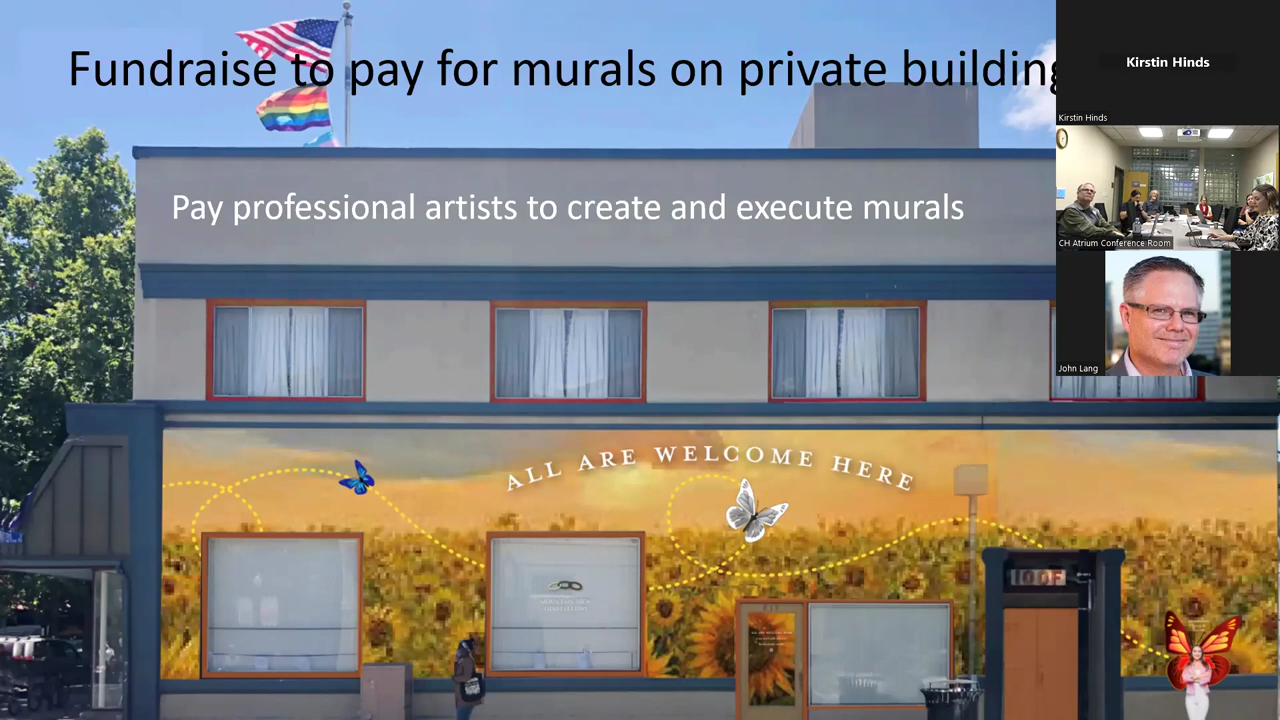 Fundraise to pay for murals on private building
Pay professional artists to create and execute murals
ALL ARE WELCOME HERE
IOOF
Kirstin Hinds
Kirstin Hinds
CH Atrium Conference Room
John Lang